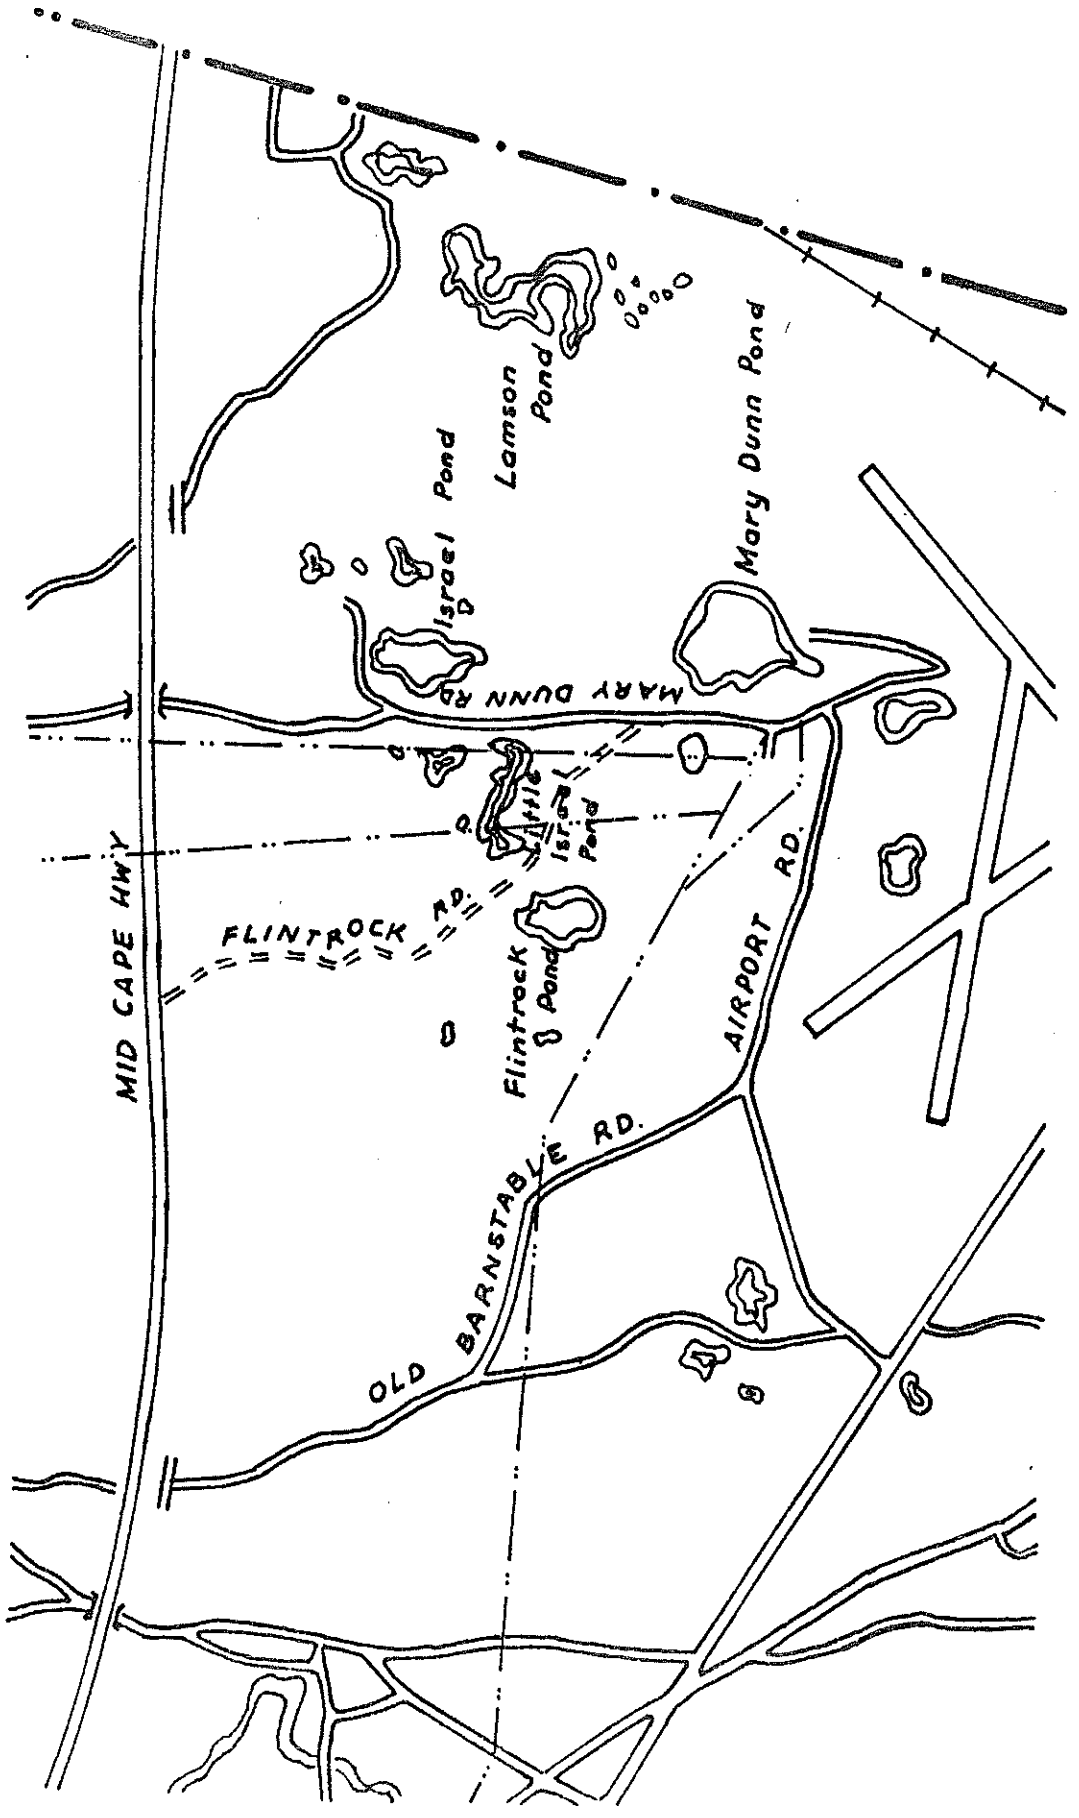 MID CAPE HWY
FLINTROCK RD.
OLD BARNSTABLE RD.
AIRPORT RD.
MARY DUNN RD
Lamson
Pond
Israel Pond
Mary Dunn Pond
Little
Israel
Pond
Flintrock
Pond